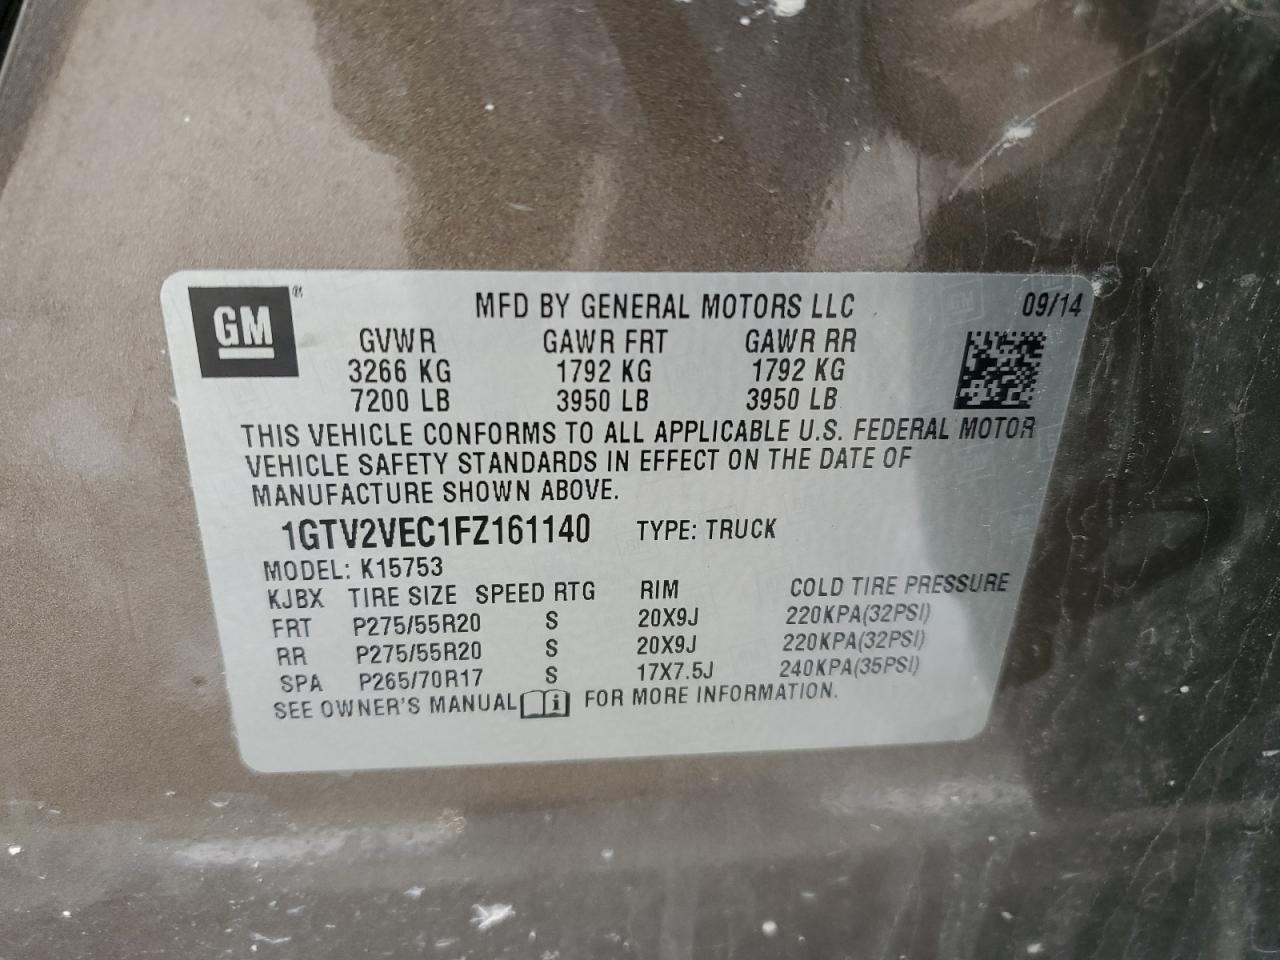 GM ®
MFD BY GENERAL MOTORS LLC 09/14
GVWR GAWR FRT GAWR RR
3266 KG 1792 KG 1792 KG
7200 LB 3950 LB 3950 LB
THIS VEHICLE CONFORMS TO ALL APPLICABLE U.S. FEDERAL MOTOR
VEHICLE SAFETY STANDARDS IN EFFECT ON THE DATE OF
MANUFACTURE SHOWN ABOVE.
1GTV2VEC1FZ161140 TYPE: TRUCK
MODEL: K15753
KJBX TIRE SIZE SPEED RTG RIM COLD TIRE PRESSURE
FRT P275/55R20 S 20X9J 220KPA(32PSI)
RR P275/55R20 S 20X9J 220KPA(32PSI)
SPA P265/70R17 S 17X7.5J 240KPA(35PSI)
SEE OWNER'S MANUAL i FOR MORE INFORMATION.